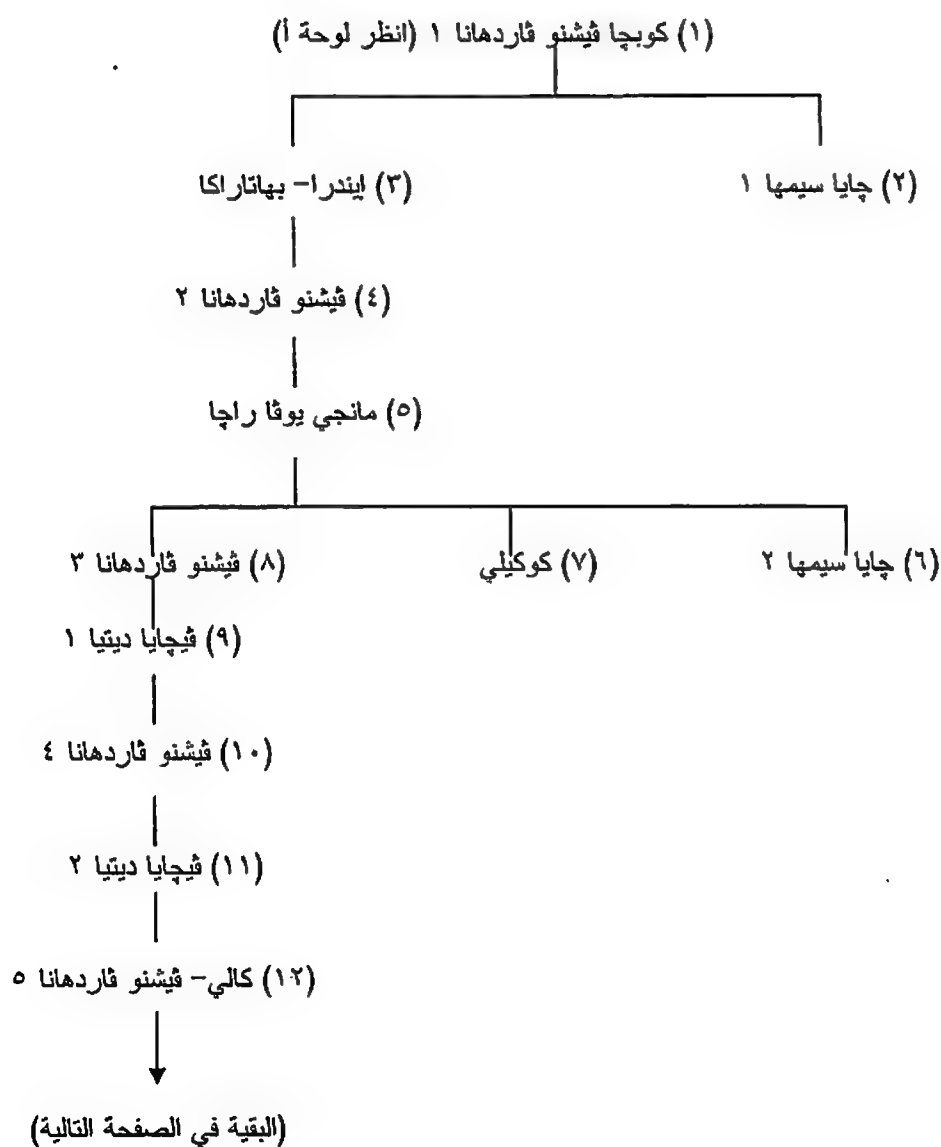 (١) كوبچا ڤيشنو ڤاردهانا ١ (انظر لوحة أ)
(٢) چايا سيمها ١
(٣) ايندرا- بهاتاراكا
(٤) ڤيشنو ڤاردهانا ٢
(٥) مانجي يوڤا راچا
(٦) چايا سيمها ٢
(٧) كوكيلي
(٨) ڤيشنو ڤاردهانا ٣
(٩) ڤيچايا ديتيا ١
(١٠) ڤيشنو ڤاردهانا ٤
(١١) ڤيچايا ديتيا ٢
(١٢) كالي- ڤيشنو ڤاردهانا ٥
(البقية في الصفحة التالية)